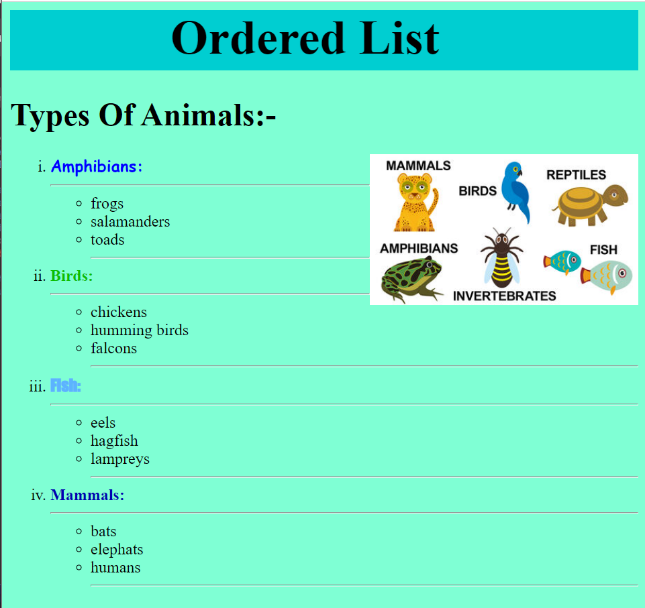 Ordered List
Types Of Animals:-
i. Amphibians:
frogs
salamanders
toads
ii. Birds:
chickens
humming birds
falcons
iii. Fish:
eels
hagfish
lampreys
iv. Mammals:
bats
elephats
humans
MAMMALS
BIRDS
REPTILES
AMPHIBIANS
FISH
INVERTEBRATES